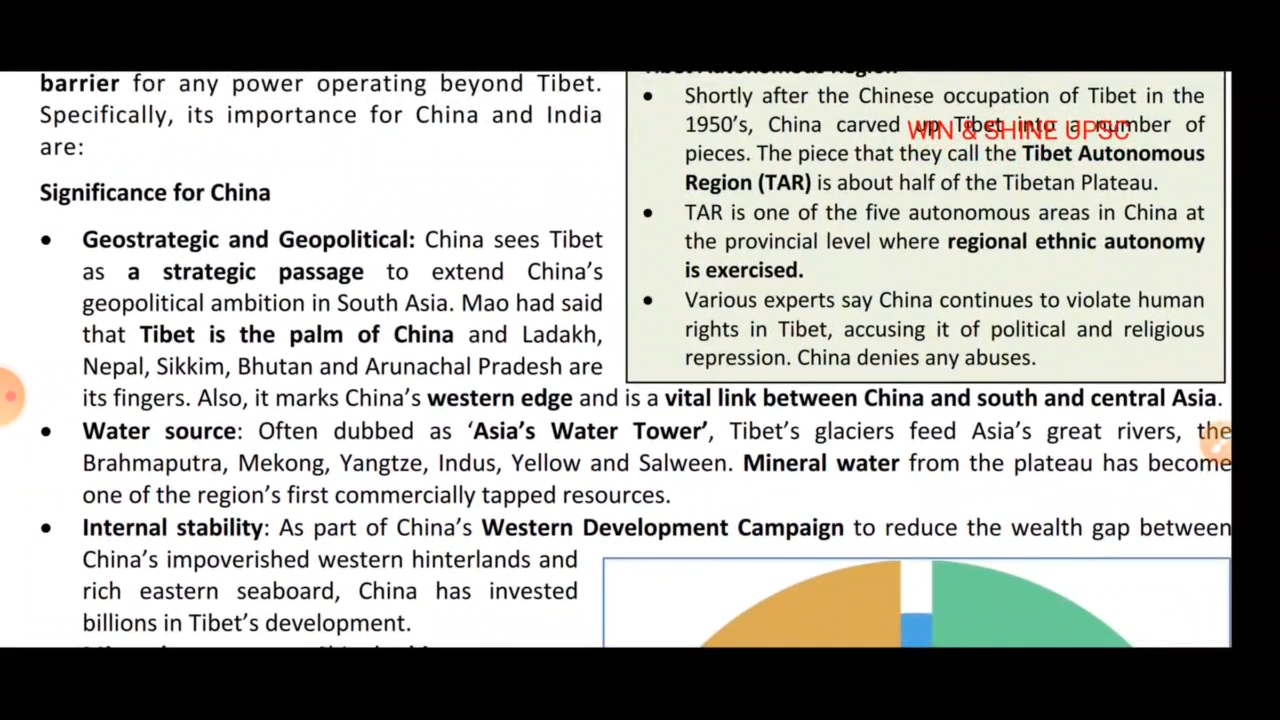 barrier for any power operating beyond Tibet.
Specifically, its importance for China and India
are:
Significance for China
• Geostrategic and Geopolitical: China sees Tibet
as a strategic passage to extend China's
geopolitical ambition in South Asia. Mao had said
that Tibet is the palm of China and Ladakh,
Nepal, Sikkim, Bhutan and Arunachal Pradesh are
its fingers. Also, it marks China's western edge and is a vital link between China and south and central Asia.
• Water source: Often dubbed as 'Asia's Water Tower', Tibet's glaciers feed Asia's great rivers, the
Brahmaputra, Mekong, Yangtze, Indus, Yellow and Salween. Mineral water from the plateau has become
one of the region's first commercially tapped resources.
• Internal stability: As part of China's Western Development Campaign to reduce the wealth gap between
China's impoverished western hinterlands and
rich eastern seaboard, China has invested
billions in Tibet's development.
Tibet Autonomous Region
• Shortly after the Chinese occupation of Tibet in the
1950's, China carved up Tibet into a number of
pieces. The piece that they call the Tibet Autonomous
Region (TAR) is about half of the Tibetan Plateau.
• TAR is one of the five autonomous areas in China at
the provincial level where regional ethnic autonomy
is exercised.
• Various experts say China continues to violate human
rights in Tibet, accusing it of political and religious
repression. China denies any abuses.
WIN & SHINE UPSC